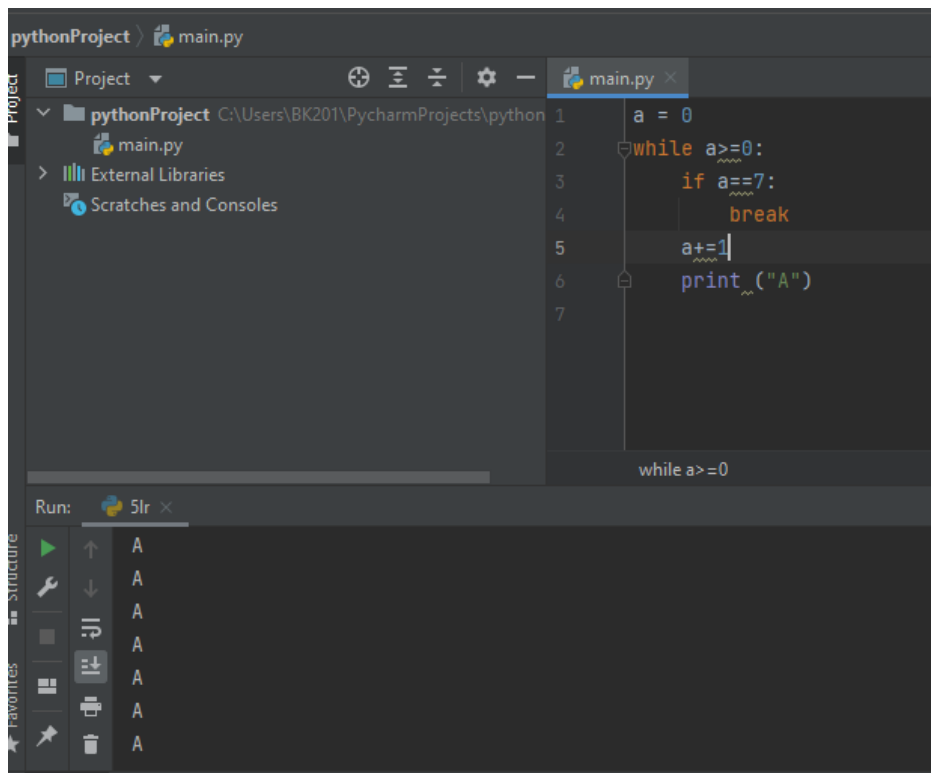 pythonProject main.py
Project
Project
pythonProject C:\Users\BK201\PycharmProjects\python
main.py
External Libraries
Scratches and Consoles
main.py
1 a = 0
2 while a>=0:
3 if a==7:
4 break
5 a+=1
6 print ("A")
7
while a>=0
Run: 5lr
Structure
Favorites
A
A
A
A
A
A
A